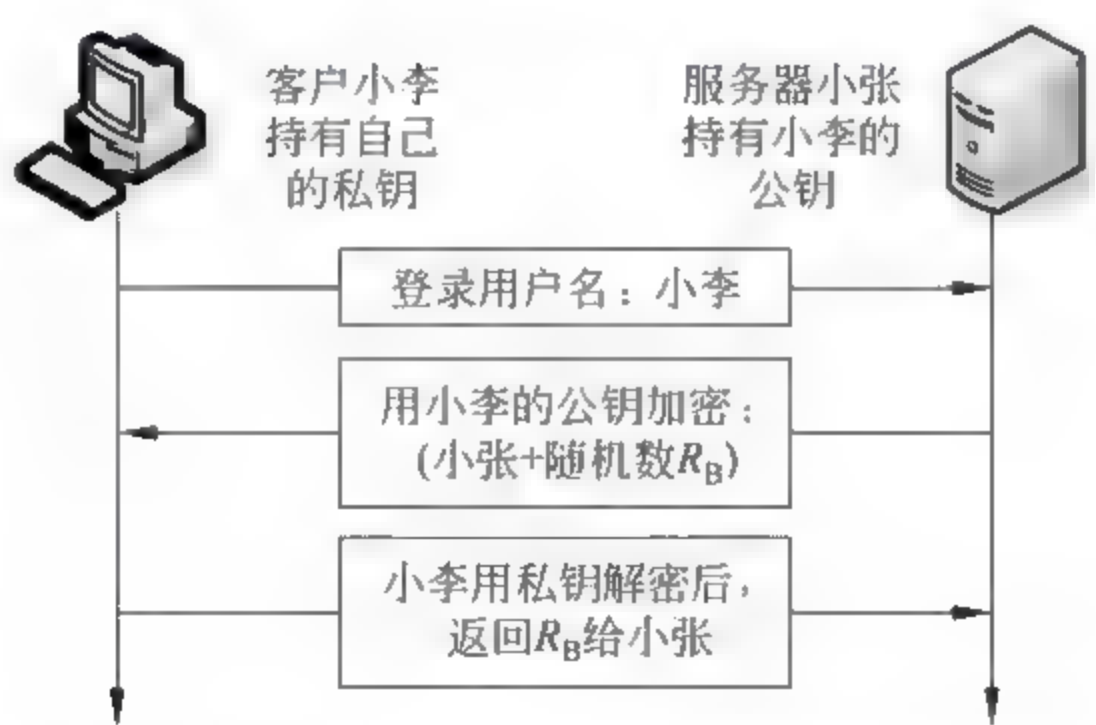 客户小李
持有自己
的私钥
服务器小张
持有小李的
公钥
登录用户名：小李
用小李的公钥加密：
(小张+随机数RB)
小李用私钥解密后，
返回RB给小张